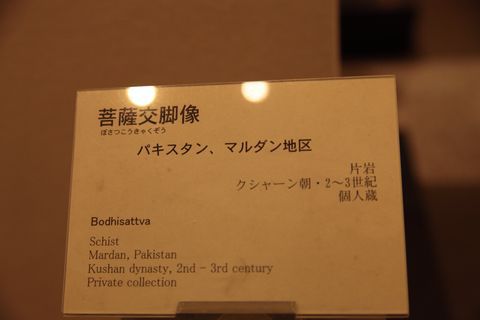 菩薩交脚像
ぼさつこうきゃくぞう
パキスタン、マルダン地区
片岩
クシャーン朝・2〜3世紀
個人蔵
Bodhisattva
Schist
Mardan, Pakistan
Kushan dynasty, 2nd - 3rd century
Private collection